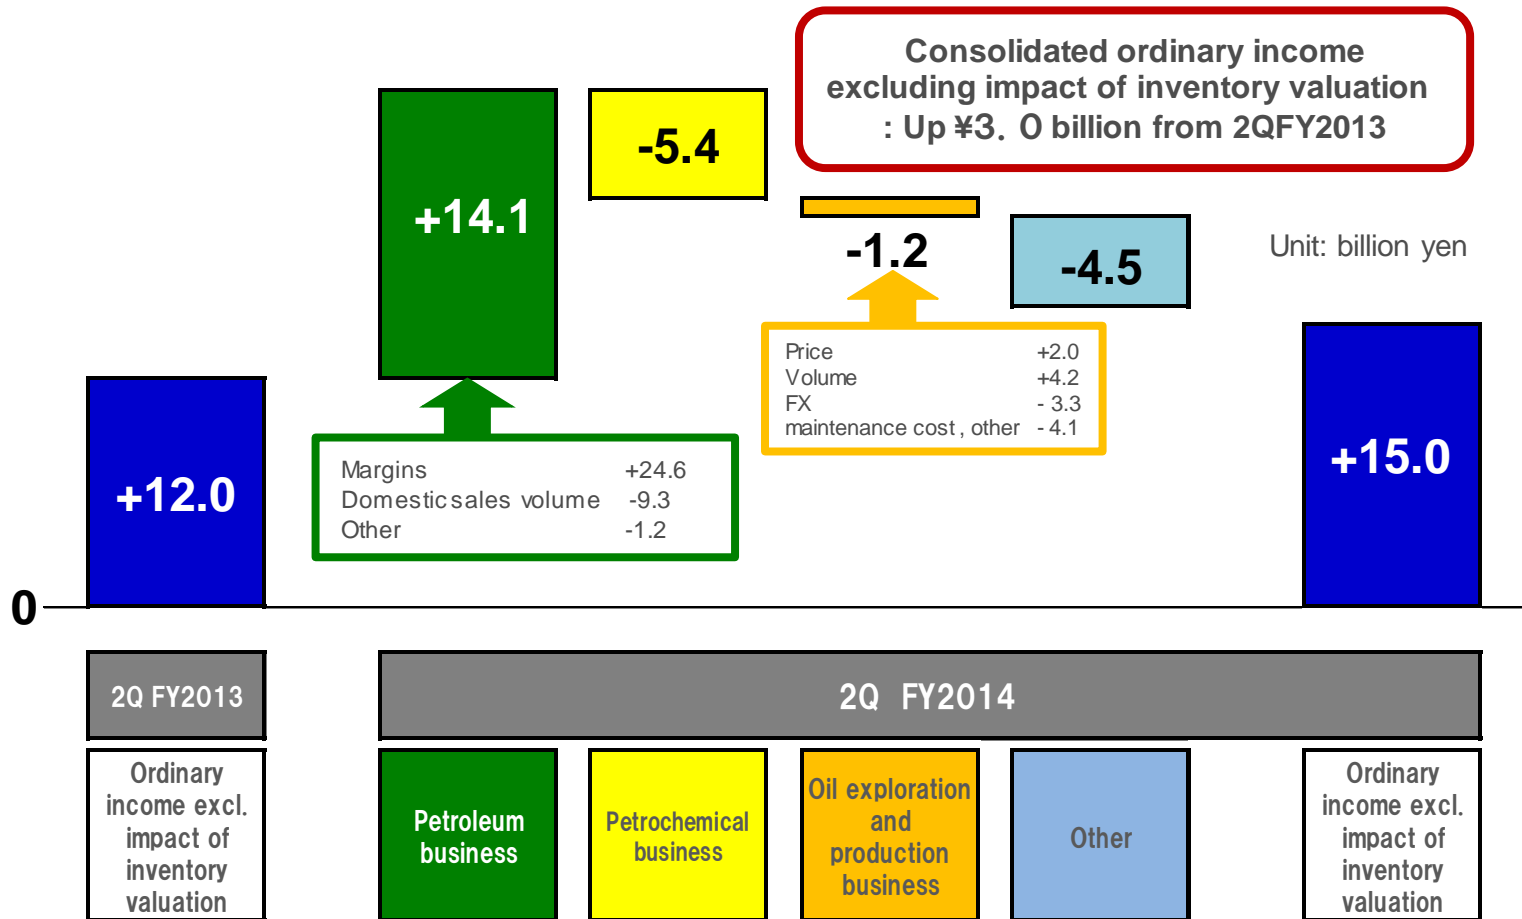 Consolidated ordinary income
excluding impact of inventory valuation
: Up ¥3. 0 billion from 2QFY2013
Unit: billion yen
+12.0
+14.1
-5.4
-1.2
-4.5
+15.0
Margins +24.6
Domestic sales volume -9.3
Other -1.2
Price +2.0
Volume +4.2
FX - 3.3
maintenance cost , other - 4.1
0
2Q FY2013
2Q FY2014
Ordinary
income excl.
impact of
inventory
valuation
Petroleum
business
Petrochemical
business
Oil exploration
and
production
business
Other
Ordinary
income excl.
impact of
inventory
valuation